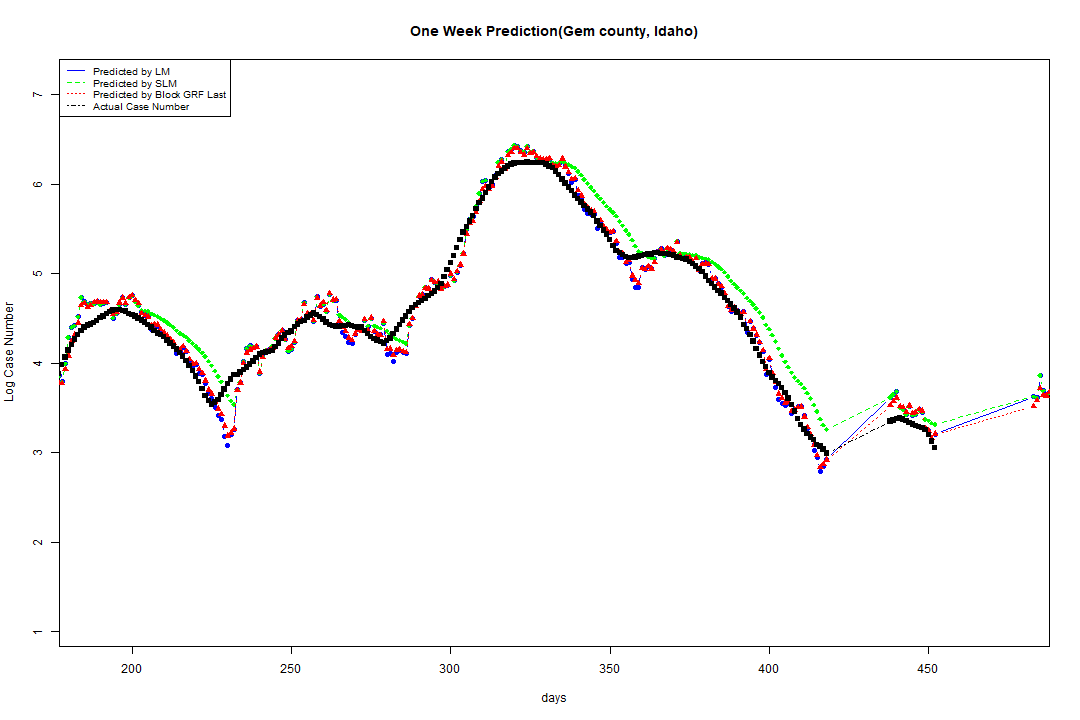 One Week Prediction(Gem county, Idaho)
Predicted by LM
Predicted by SLM
Predicted by Block GRF Last
Actual Case Number
7
6
5
4
3
2
1
Log Case Number
200 250 300 350 400 450
days